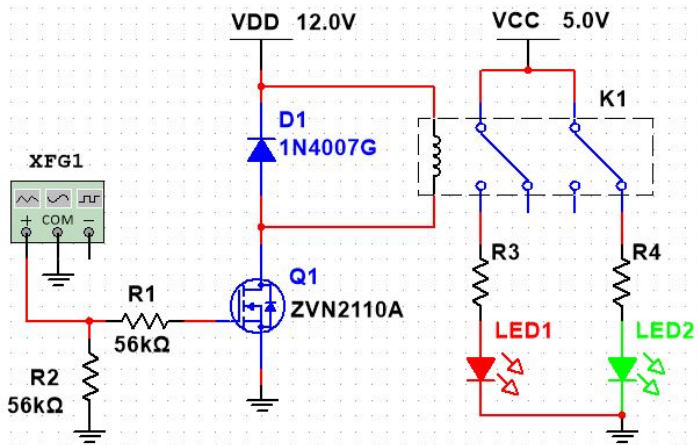 VDD 12.0V
VCC 5.0V
K1
D1
1N4007G
XFG1
+ COM −
Q1
ZVN2110A
R1
56kΩ
R2
56kΩ
R3
R4
LED1
LED2